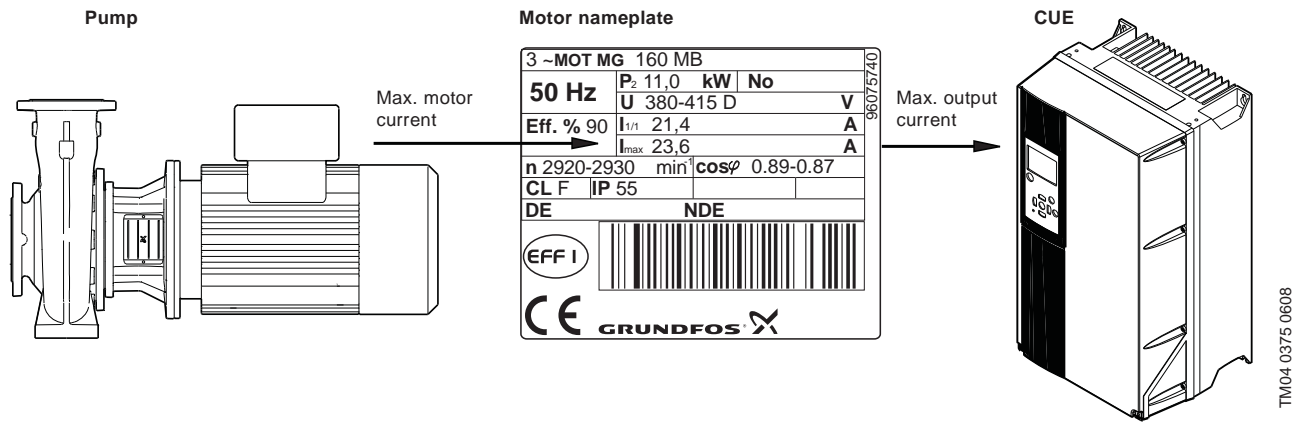 Pump
Motor nameplate
CUE
Max. motor
current
3 ~MOT MG 160 MB
50 Hz
P2 11,0 kW No
U 380-415 D V
Eff. % 90
I1/1 21,4 A
Imax 23,6 A
n 2920-2930 min-1 cosφ 0.89-0.87
CL F IP 55
DE NDE
EFF I
CE GRUNDFOS
96075740
Max. output
current
TM04 0375 0608